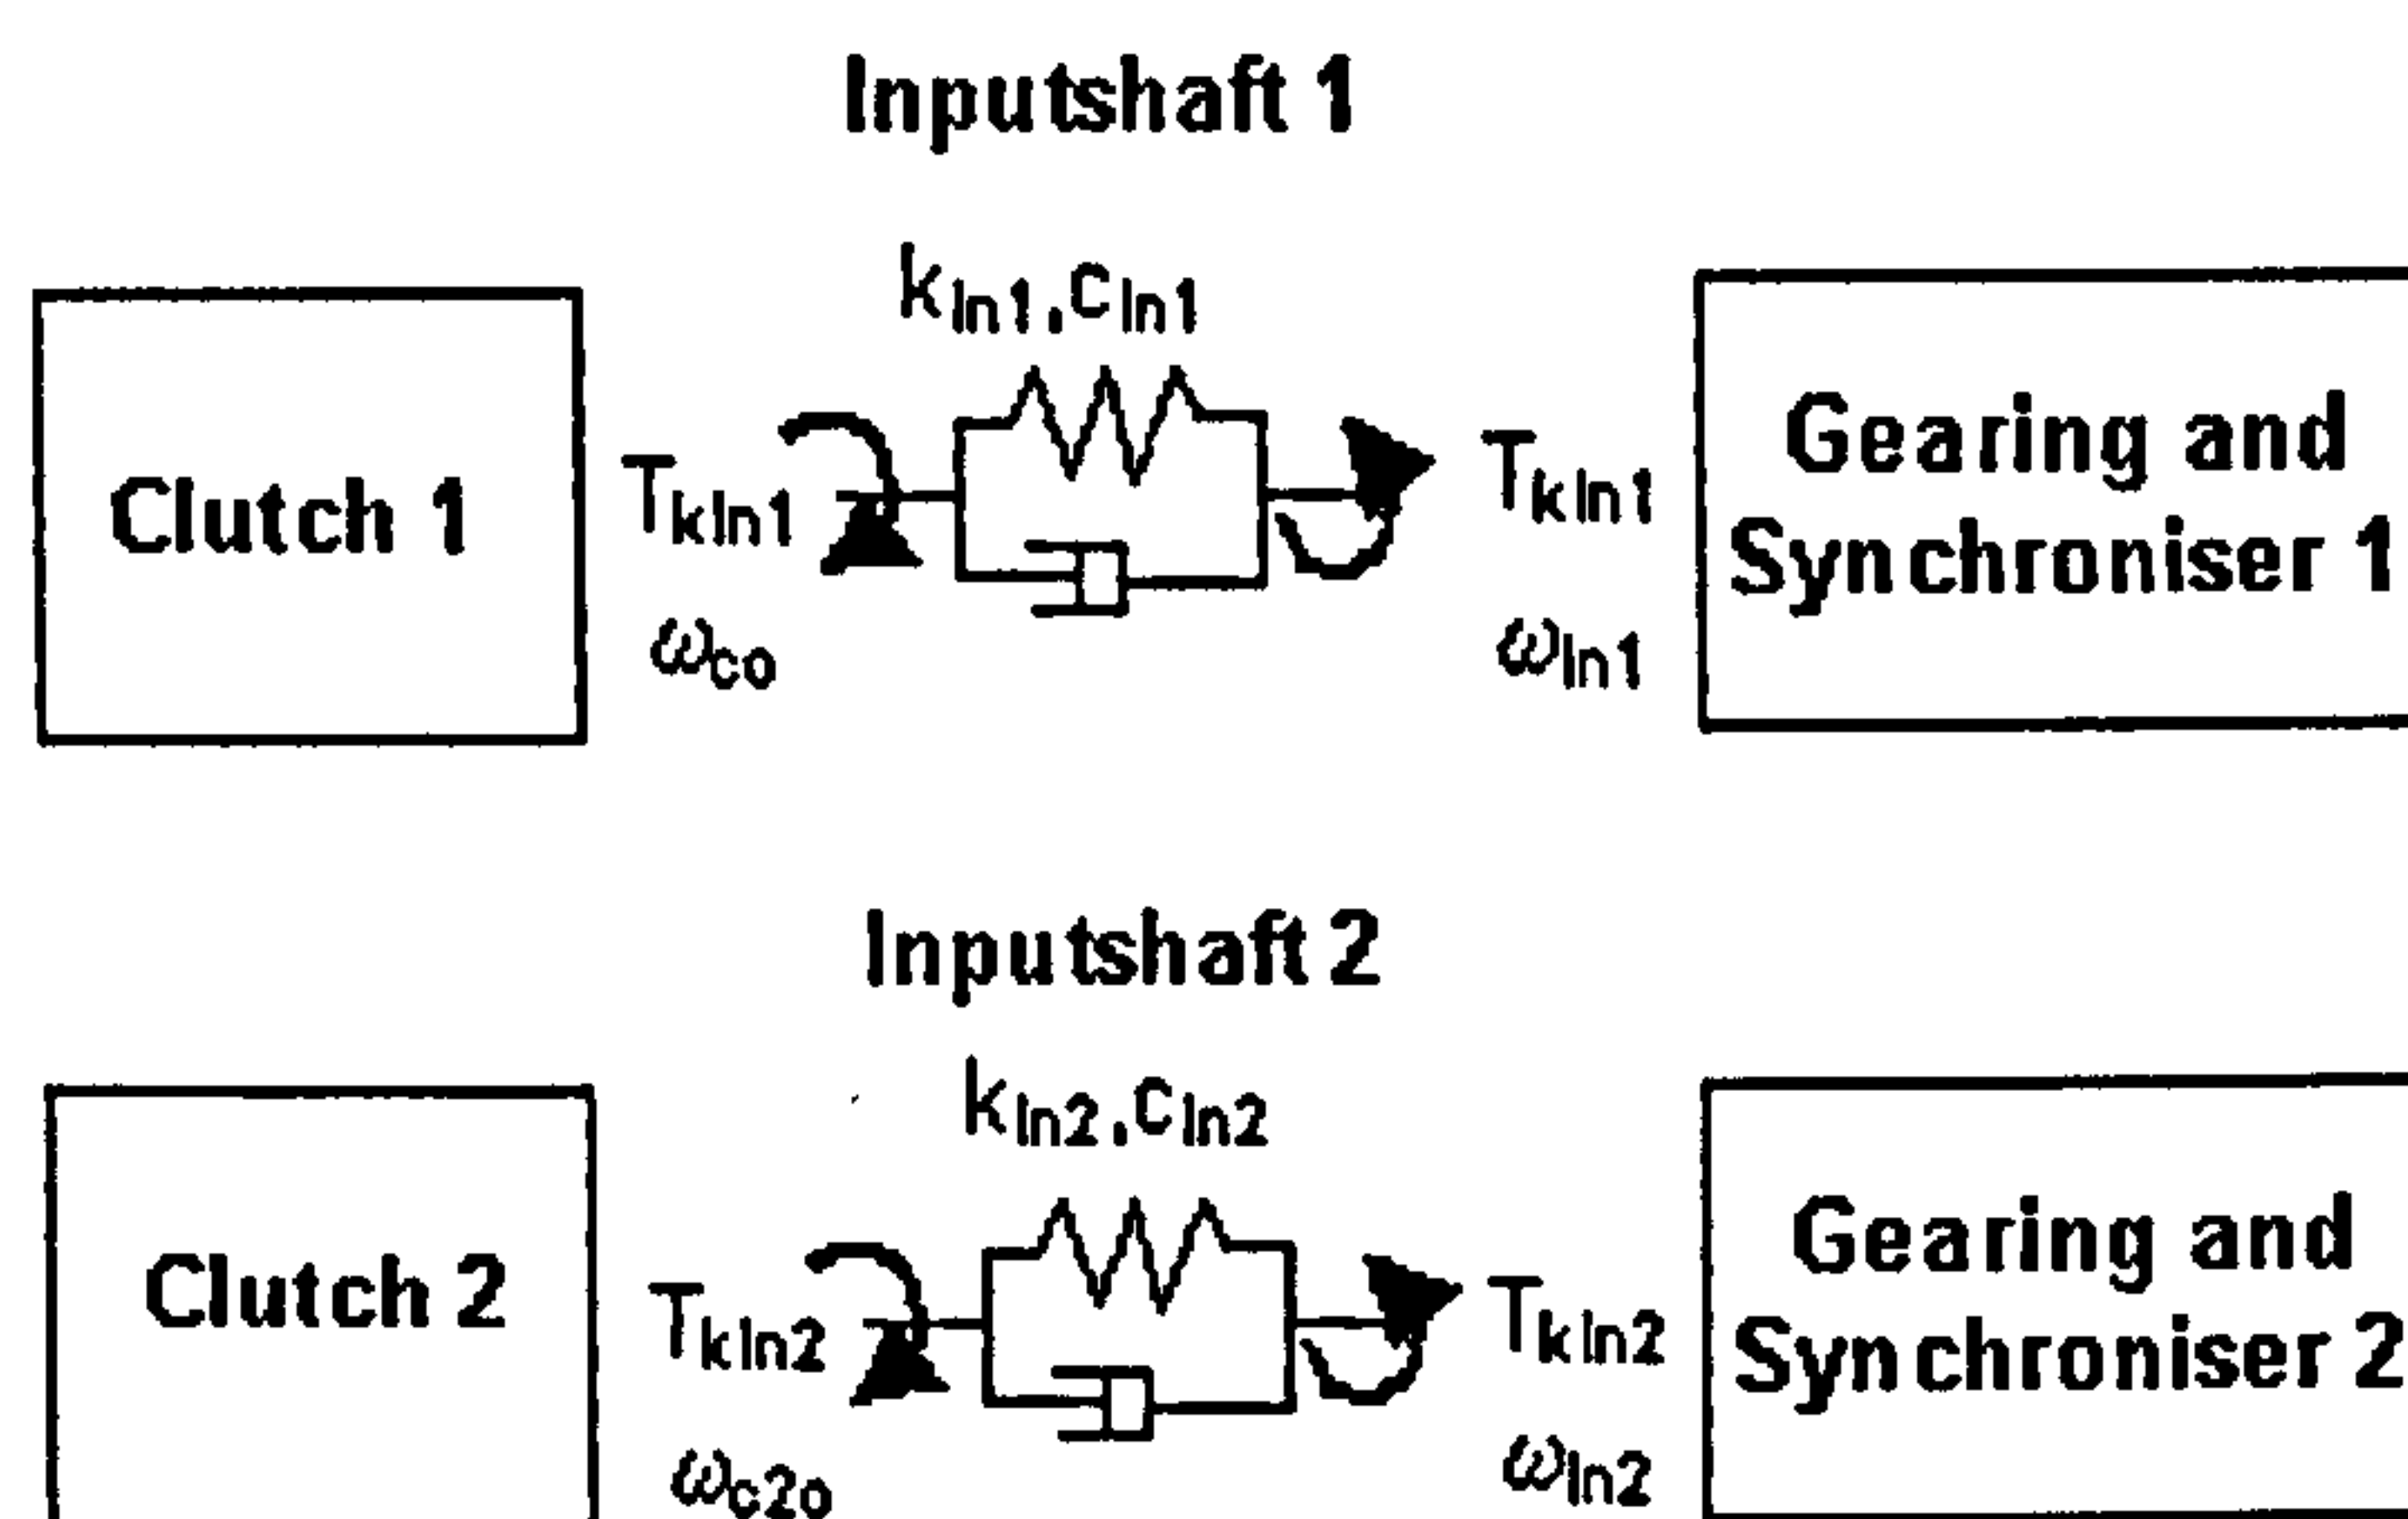 Inputshaft 1
kIn1,cIn1
Clutch 1
TkIn1
ωco
TkIn1
ωIn1
Gearing and
Synchroniser 1
Inputshaft 2
kIn2,cIn2
Clutch 2
TkIn2
ωc2o
TkIn2
ωIn2
Gearing and
Synchroniser 2